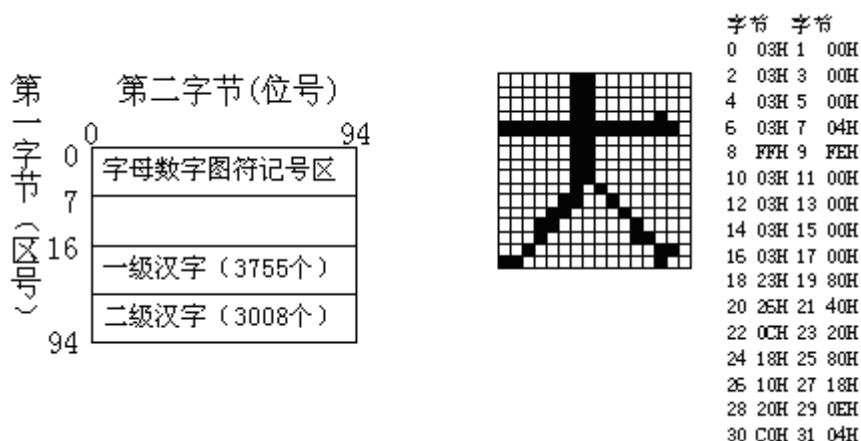 第一字节（区号）
第二字节(位号)
0 94
0 字母数字图符记号区
7
16 一级汉字（3755个）
二级汉字（3008个）
94
字节 字节
0 03H 1 00H
2 03H 3 00H
4 03H 5 00H
6 03H 7 04H
8 FFH 9 FEH
10 03H 11 00H
12 03H 13 00H
14 03H 15 00H
16 03H 17 00H
18 23H 19 80H
20 26H 21 40H
22 0CH 23 20H
24 18H 25 80H
26 10H 27 18H
28 20H 29 0EH
30 C0H 31 04H
大